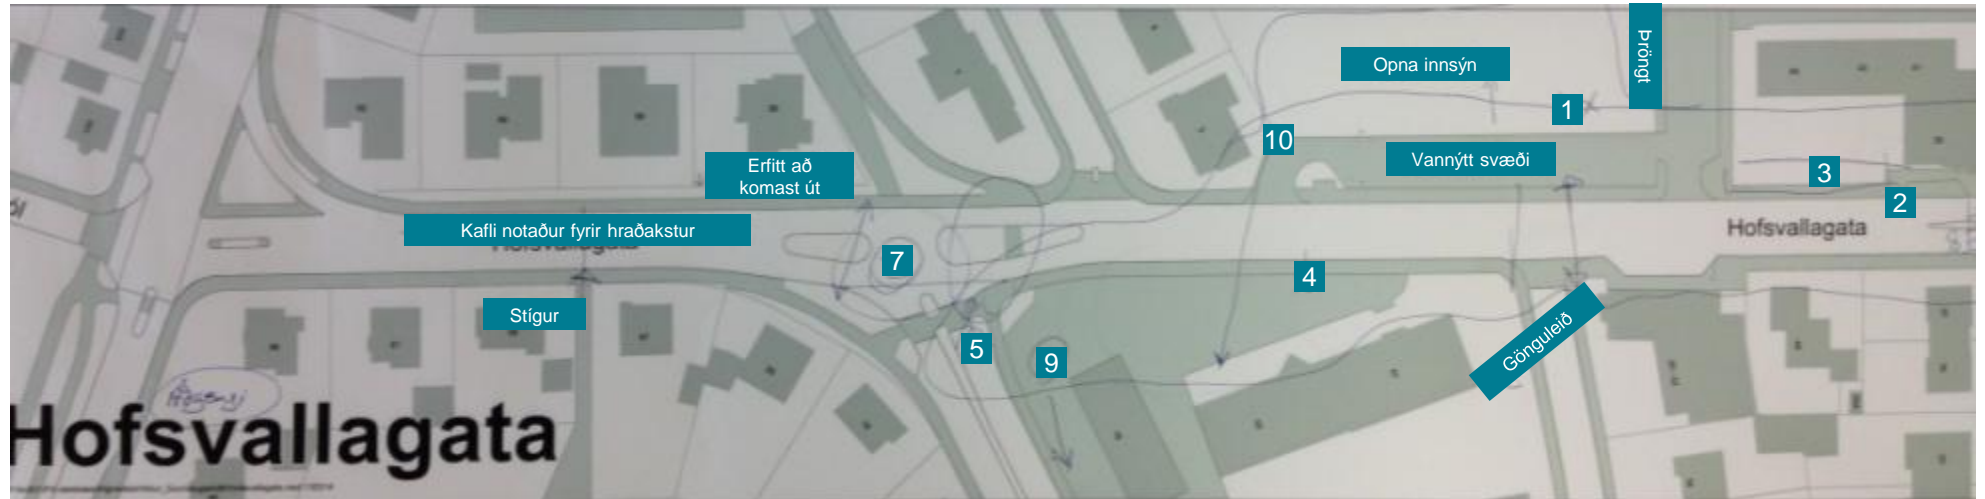 Þröngt
Opna innsýn
1
10
Vannýtt svæði
Erfitt að
komast út
3
2
Kafli notaður fyrir hraðakstur
Hofsvallagata
7
4
Stígur
Gönguleið
5
9
Hofsvallagata